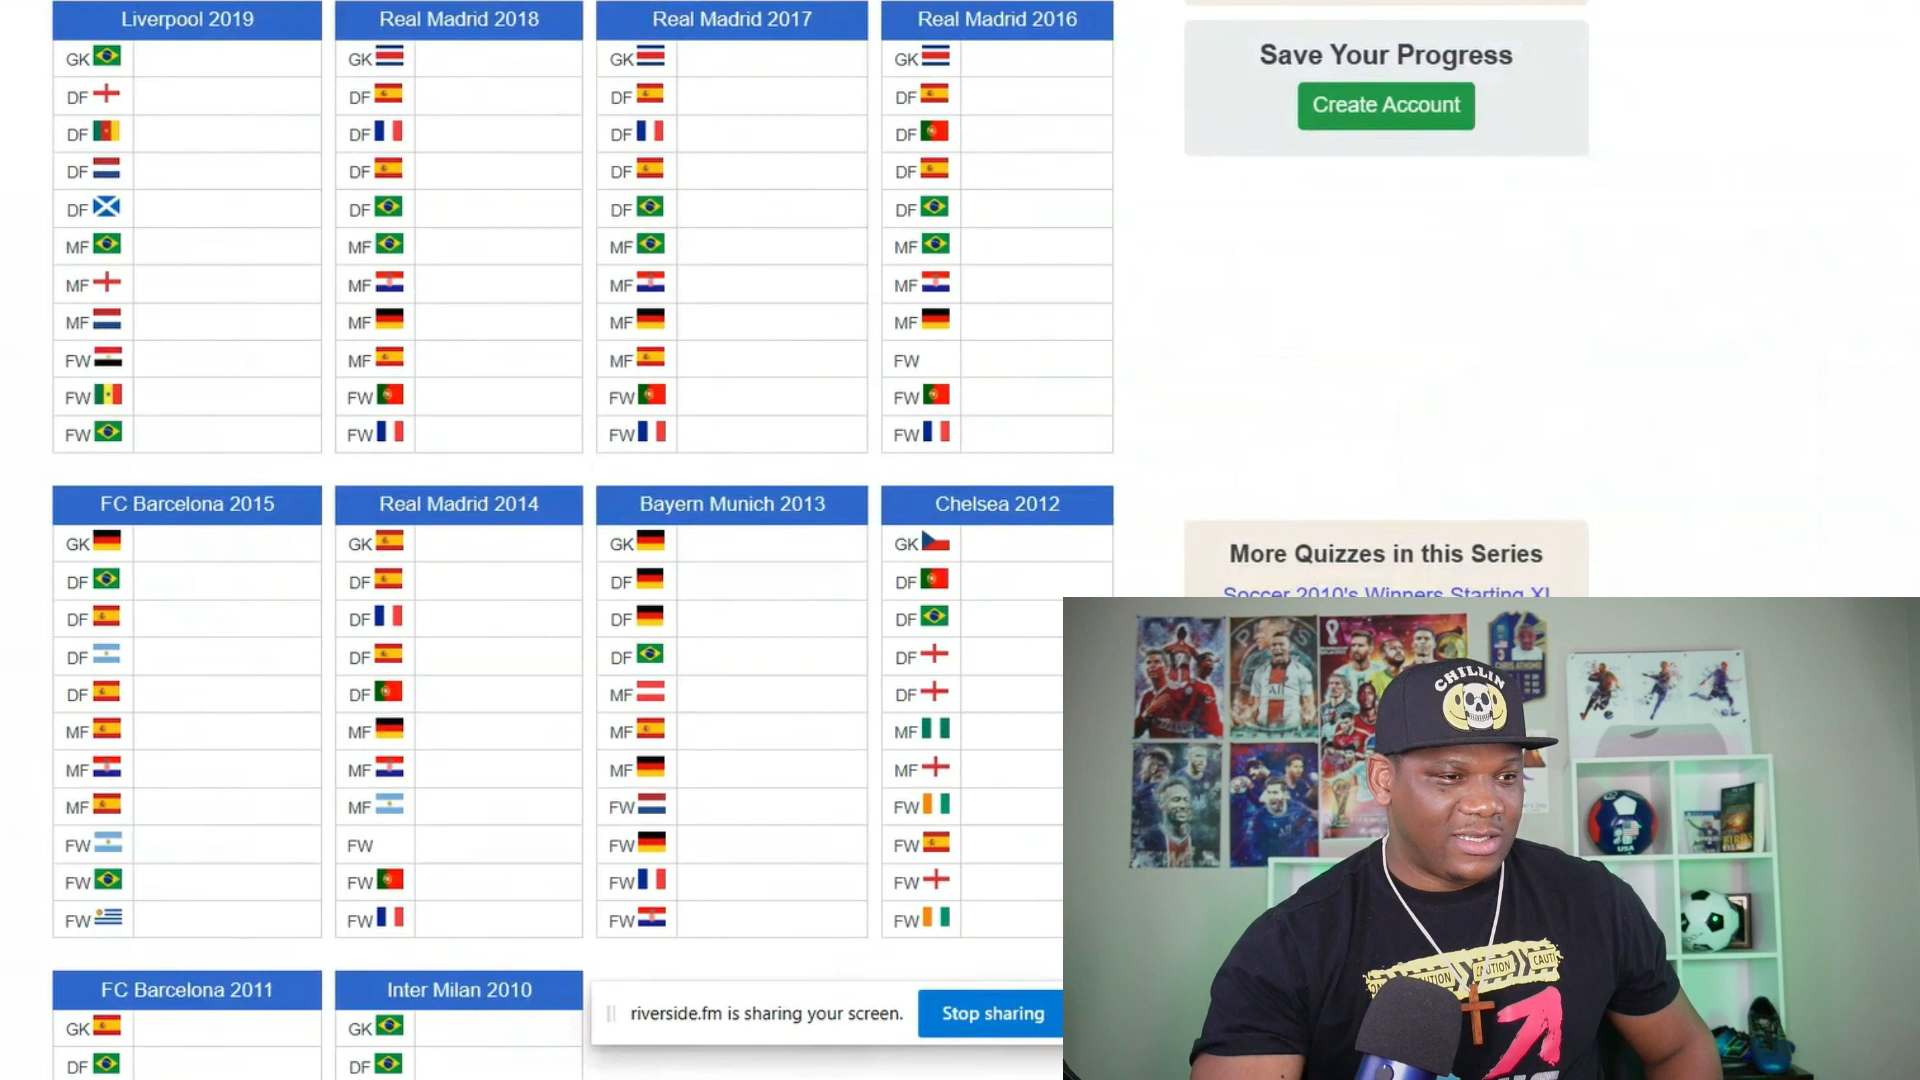 Liverpool 2019
GK
DF
DF
DF
DF
MF
MF
MF
FW
FW
FW
Real Madrid 2018
GK
DF
DF
DF
DF
MF
MF
MF
MF
FW
FW
Real Madrid 2017
GK
DF
DF
DF
DF
MF
MF
MF
MF
FW
FW
Real Madrid 2016
GK
DF
DF
DF
DF
MF
MF
MF
FW
FW
FW
Save Your Progress
Create Account
FC Barcelona 2015
GK
DF
DF
DF
DF
MF
MF
MF
FW
FW
FW
Real Madrid 2014
GK
DF
DF
DF
DF
MF
MF
MF
FW
FW
FW
Bayern Munich 2013
GK
DF
DF
DF
MF
MF
MF
FW
FW
FW
FW
Chelsea 2012
GK
DF
DF
DF
DF
MF
MF
FW
FW
FW
FW
More Quizzes in this Series
Soccer 2010's Winners Starting XI
FC Barcelona 2011
GK
DF
Inter Milan 2010
GK
DF
riverside.fm is sharing your screen.
Stop sharing
CHILLIN
CAUTION
USA